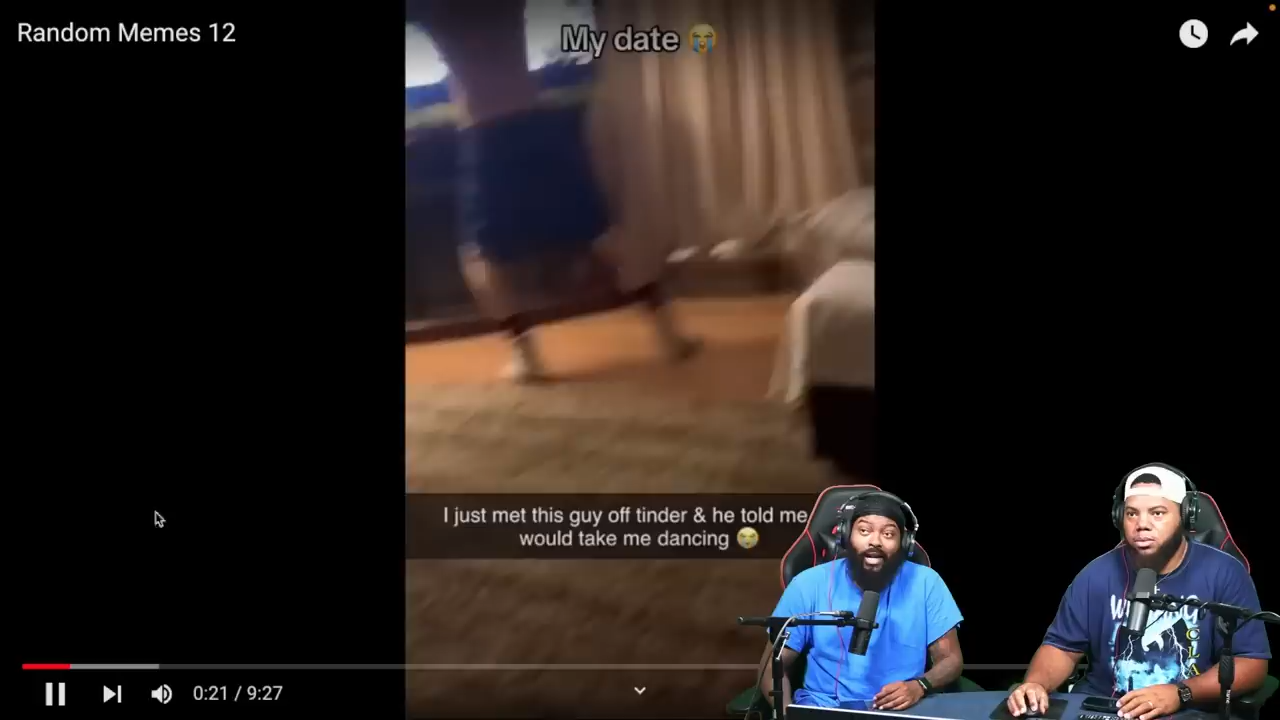 Random Memes 12
My date 😭
I just met this guy off tinder & he told me
would take me dancing 😭
0:21 / 9:27